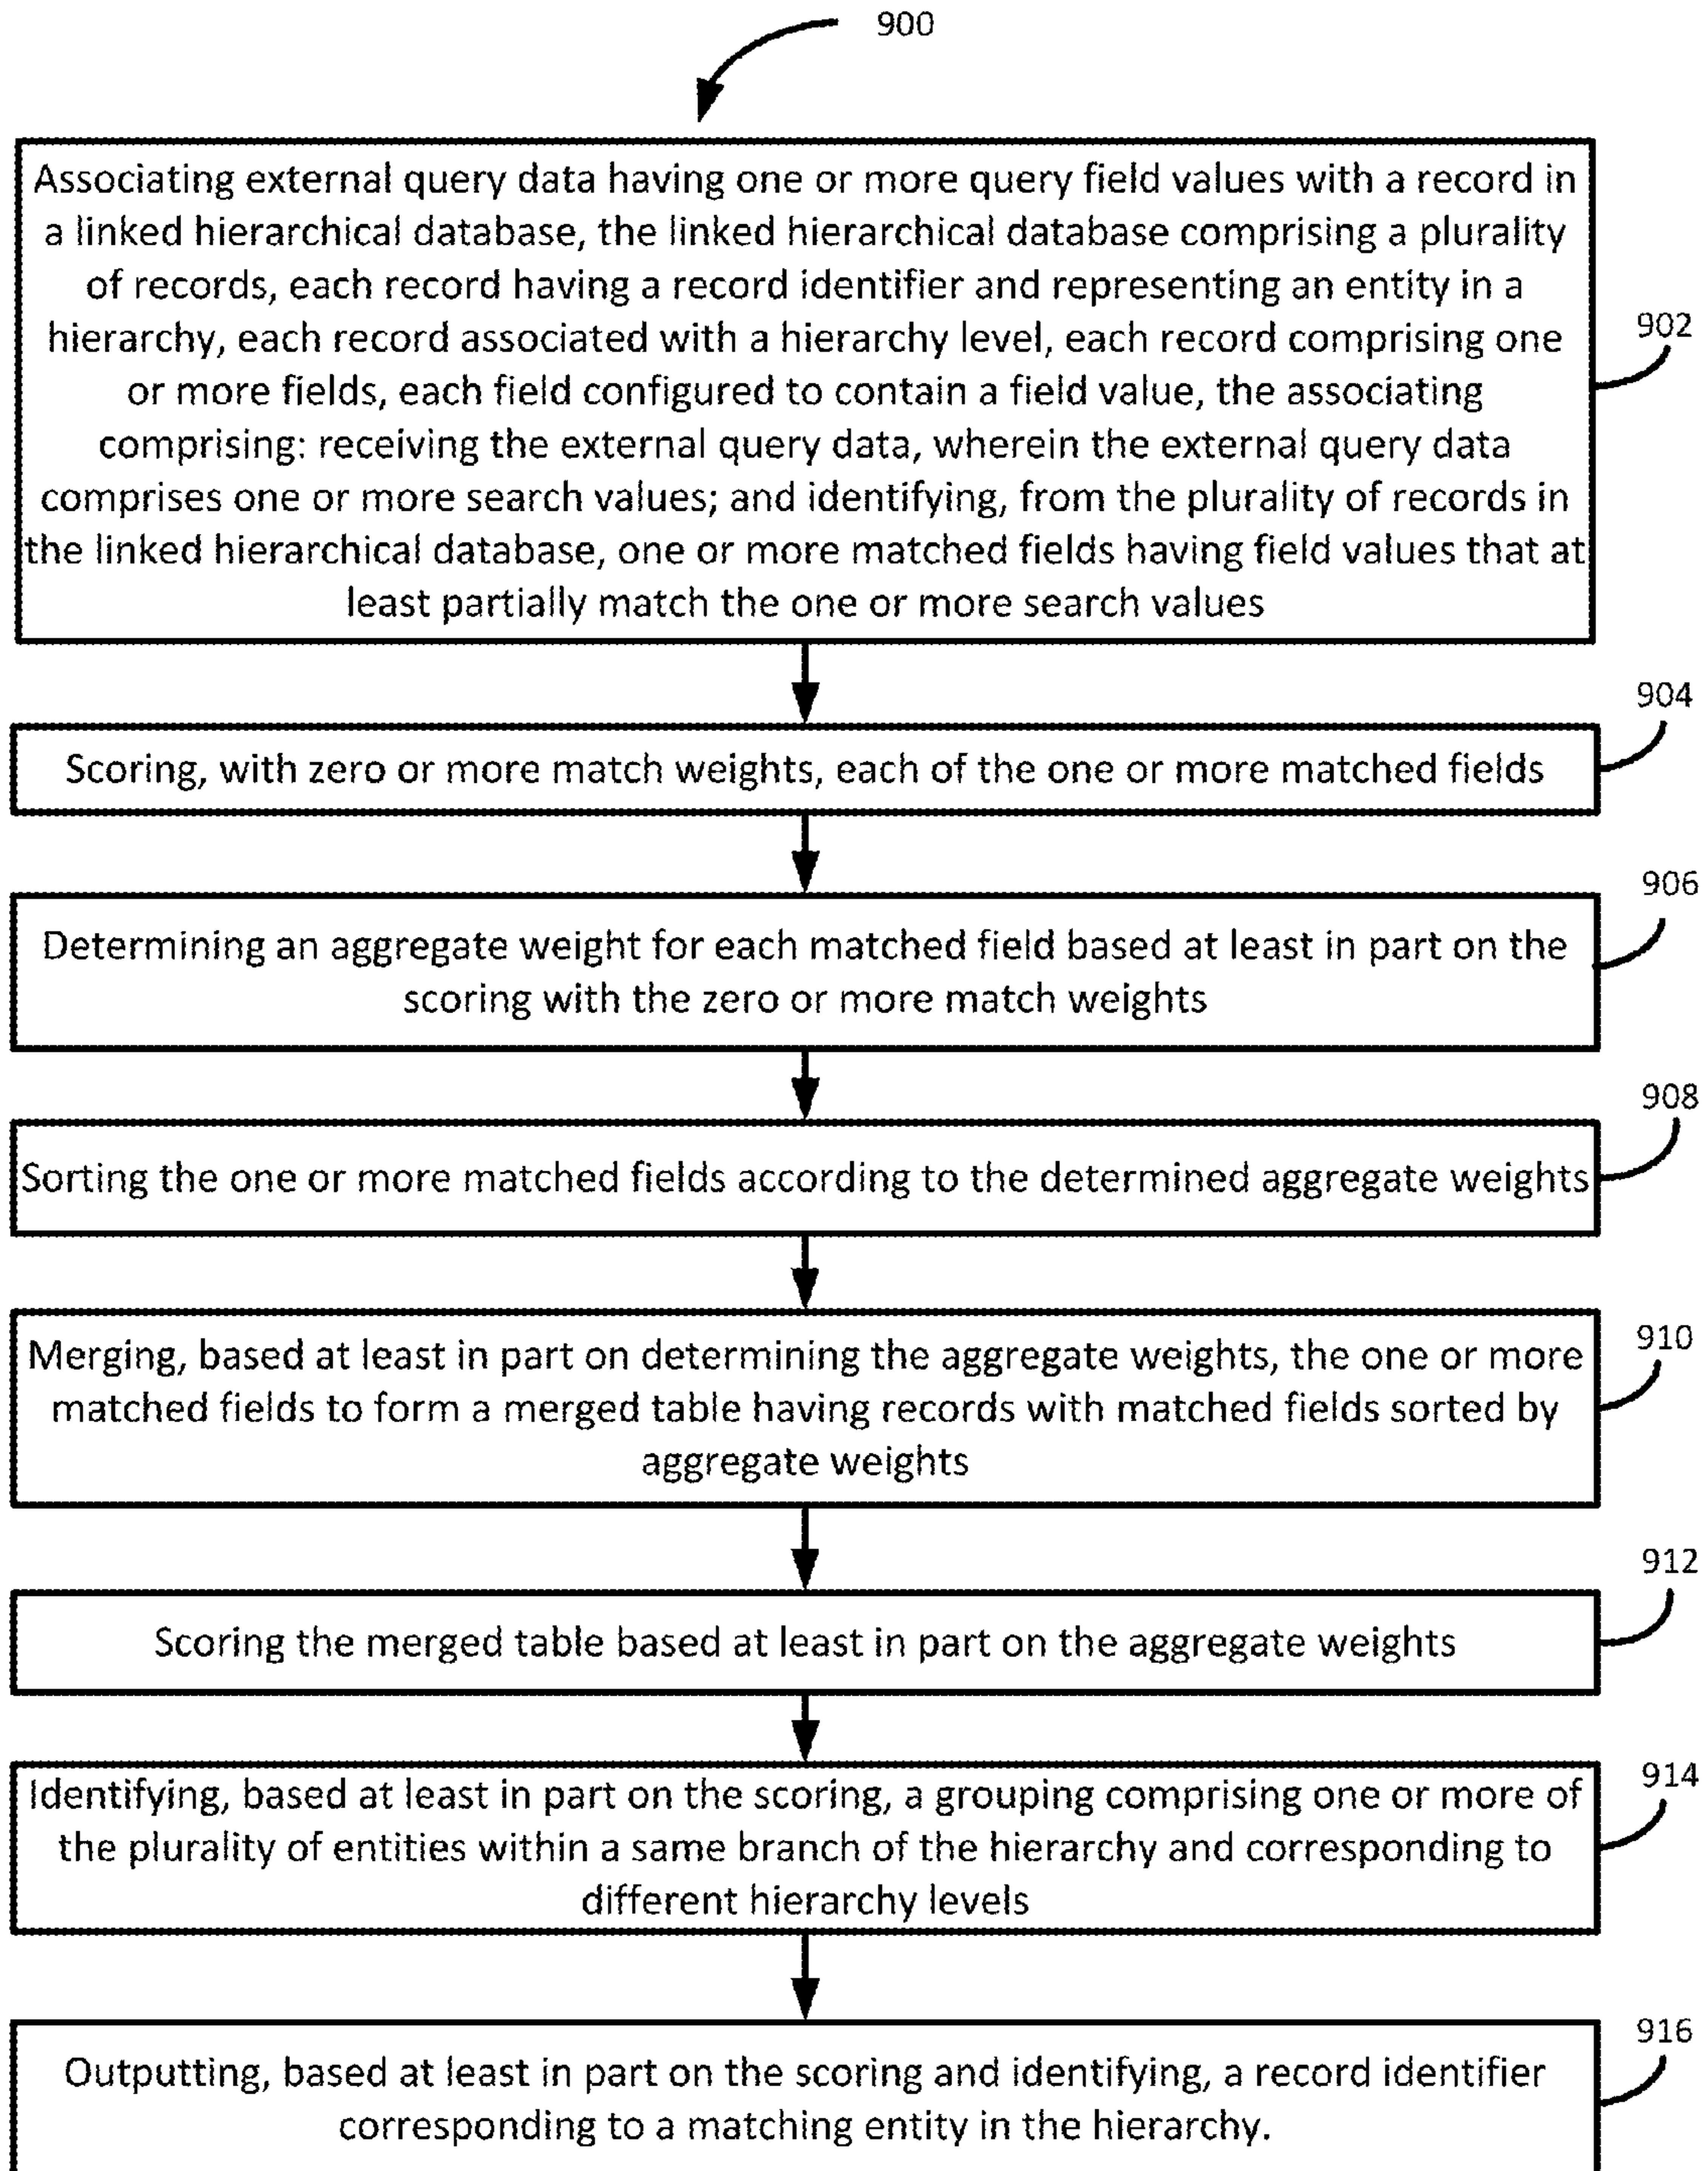 900
Associating external query data having one or more query field values with a record in
a linked hierarchical database, the linked hierarchical database comprising a plurality
of records, each record having a record identifier and representing an entity in a
hierarchy, each record associated with a hierarchy level, each record comprising one
or more fields, each field configured to contain a field value, the associating
comprising: receiving the external query data, wherein the external query data
comprises one or more search values; and identifying, from the plurality of records in
the linked hierarchical database, one or more matched fields having field values that at
least partially match the one or more search values
902
904
Scoring, with zero or more match weights, each of the one or more matched fields
906
Determining an aggregate weight for each matched field based at least in part on the
scoring with the zero or more match weights
908
Sorting the one or more matched fields according to the determined aggregate weights
910
Merging, based at least in part on determining the aggregate weights, the one or more
matched fields to form a merged table having records with matched fields sorted by
aggregate weights
912
Scoring the merged table based at least in part on the aggregate weights
914
Identifying, based at least in part on the scoring, a grouping comprising one or more of
the plurality of entities within a same branch of the hierarchy and corresponding to
different hierarchy levels
916
Outputting, based at least in part on the scoring and identifying, a record identifier
corresponding to a matching entity in the hierarchy.